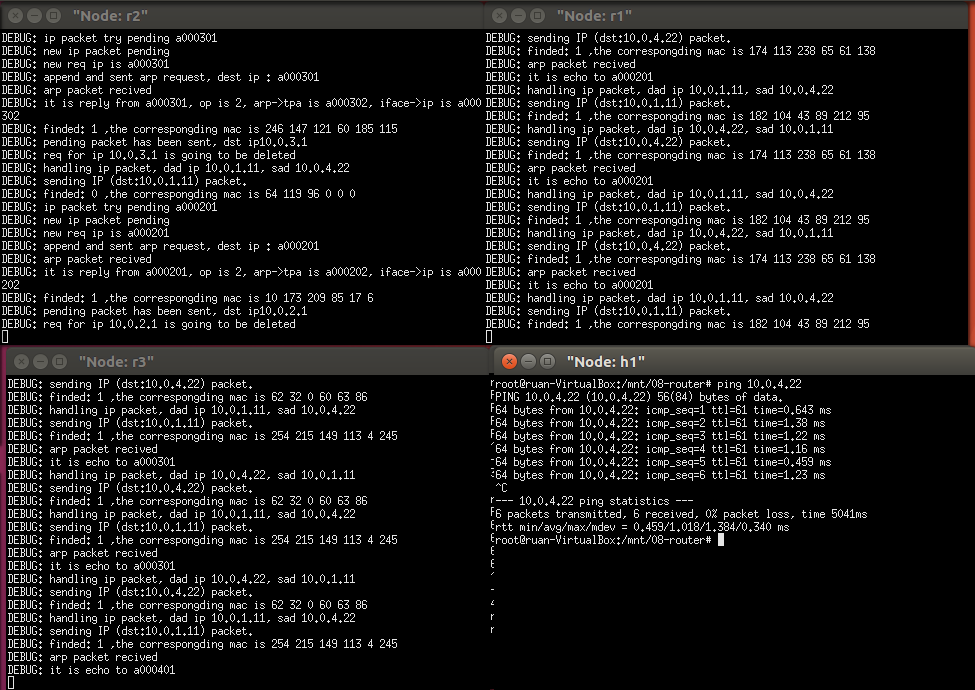 "Node: r2"
DEBUG: ip packet try pending a000301
DEBUG: new ip packet pending
DEBUG: new req ip is a000301
DEBUG: append and sent arp request, dest ip : a000301
DEBUG: arp packet recived
DEBUG: it is reply from a000301, op is 2, arp->tpa is a000302, iface->ip is a000
302
DEBUG: finded: 1 ,the correspongding mac is 246 147 121 60 185 115
DEBUG: pending packet has been sent, dst ip10.0.3.1
DEBUG: req for ip 10.0.3.1 is going to be deleted
DEBUG: handling ip packet, dad ip 10.0.1.11, sad 10.0.4.22
DEBUG: sending IP (dst:10.0.1.11) packet.
DEBUG: finded: 0 ,the correspongding mac is 64 119 96 0 0 0
DEBUG: ip packet try pending a000201
DEBUG: new ip packet pending
DEBUG: new req ip is a000201
DEBUG: append and sent arp request, dest ip : a000201
DEBUG: arp packet recived
DEBUG: it is reply from a000201, op is 2, arp->tpa is a000202, iface->ip is a000
202
DEBUG: finded: 1 ,the correspongding mac is 10 173 209 85 17 6
DEBUG: pending packet has been sent, dst ip10.0.2.1
DEBUG: req for ip 10.0.2.1 is going to be deleted
"Node: r1"
DEBUG: sending IP (dst:10.0.4.22) packet.
DEBUG: finded: 1 ,the correspongding mac is 174 113 238 65 61 138
DEBUG: arp packet recived
DEBUG: it is echo to a000201
DEBUG: handling ip packet, dad ip 10.0.1.11, sad 10.0.4.22
DEBUG: sending IP (dst:10.0.1.11) packet.
DEBUG: finded: 1 ,the correspongding mac is 182 104 43 89 212 95
DEBUG: handling ip packet, dad ip 10.0.4.22, sad 10.0.1.11
DEBUG: sending IP (dst:10.0.4.22) packet.
DEBUG: finded: 1 ,the correspongding mac is 174 113 238 65 61 138
DEBUG: arp packet recived
DEBUG: it is echo to a000201
DEBUG: handling ip packet, dad ip 10.0.1.11, sad 10.0.4.22
DEBUG: sending IP (dst:10.0.1.11) packet.
DEBUG: finded: 1 ,the correspongding mac is 182 104 43 89 212 95
DEBUG: handling ip packet, dad ip 10.0.4.22, sad 10.0.1.11
DEBUG: sending IP (dst:10.0.4.22) packet.
DEBUG: finded: 1 ,the correspongding mac is 174 113 238 65 61 138
DEBUG: arp packet recived
DEBUG: it is echo to a000201
DEBUG: handling ip packet, dad ip 10.0.1.11, sad 10.0.4.22
DEBUG: sending IP (dst:10.0.1.11) packet.
DEBUG: finded: 1 ,the correspongding mac is 182 104 43 89 212 95
"Node: r3"
DEBUG: sending IP (dst:10.0.4.22) packet.
DEBUG: finded: 1 ,the correspongding mac is 62 32 0 60 63 86
DEBUG: handling ip packet, dad ip 10.0.1.11, sad 10.0.4.22
DEBUG: sending IP (dst:10.0.1.11) packet.
DEBUG: finded: 1 ,the correspongding mac is 254 215 149 113 4 245
DEBUG: arp packet recived
DEBUG: it is echo to a000301
DEBUG: handling ip packet, dad ip 10.0.4.22, sad 10.0.1.11
DEBUG: sending IP (dst:10.0.4.22) packet.
DEBUG: finded: 1 ,the correspongding mac is 62 32 0 60 63 86
DEBUG: handling ip packet, dad ip 10.0.1.11, sad 10.0.4.22
DEBUG: sending IP (dst:10.0.1.11) packet.
DEBUG: finded: 1 ,the correspongding mac is 254 215 149 113 4 245
DEBUG: arp packet recived
DEBUG: it is echo to a000301
DEBUG: handling ip packet, dad ip 10.0.4.22, sad 10.0.1.11
DEBUG: sending IP (dst:10.0.4.22) packet.
DEBUG: finded: 1 ,the correspongding mac is 62 32 0 60 63 86
DEBUG: handling ip packet, dad ip 10.0.1.11, sad 10.0.4.22
DEBUG: sending IP (dst:10.0.1.11) packet.
DEBUG: finded: 1 ,the correspongding mac is 254 215 149 113 4 245
DEBUG: arp packet recived
DEBUG: it is echo to a000401
"Node: h1"
root@ruan-VirtualBox:/mnt/08-router# ping 10.0.4.22
PING 10.0.4.22 (10.0.4.22) 56(84) bytes of data.
64 bytes from 10.0.4.22: icmp_seq=1 ttl=61 time=0.643 ms
64 bytes from 10.0.4.22: icmp_seq=2 ttl=61 time=1.38 ms
64 bytes from 10.0.4.22: icmp_seq=3 ttl=61 time=1.22 ms
64 bytes from 10.0.4.22: icmp_seq=4 ttl=61 time=1.16 ms
64 bytes from 10.0.4.22: icmp_seq=5 ttl=61 time=0.459 ms
64 bytes from 10.0.4.22: icmp_seq=6 ttl=61 time=1.23 ms
^C
--- 10.0.4.22 ping statistics ---
6 packets transmitted, 6 received, 0% packet loss, time 5041ms
rtt min/avg/max/mdev = 0.459/1.018/1.384/0.340 ms
root@ruan-VirtualBox:/mnt/08-router#